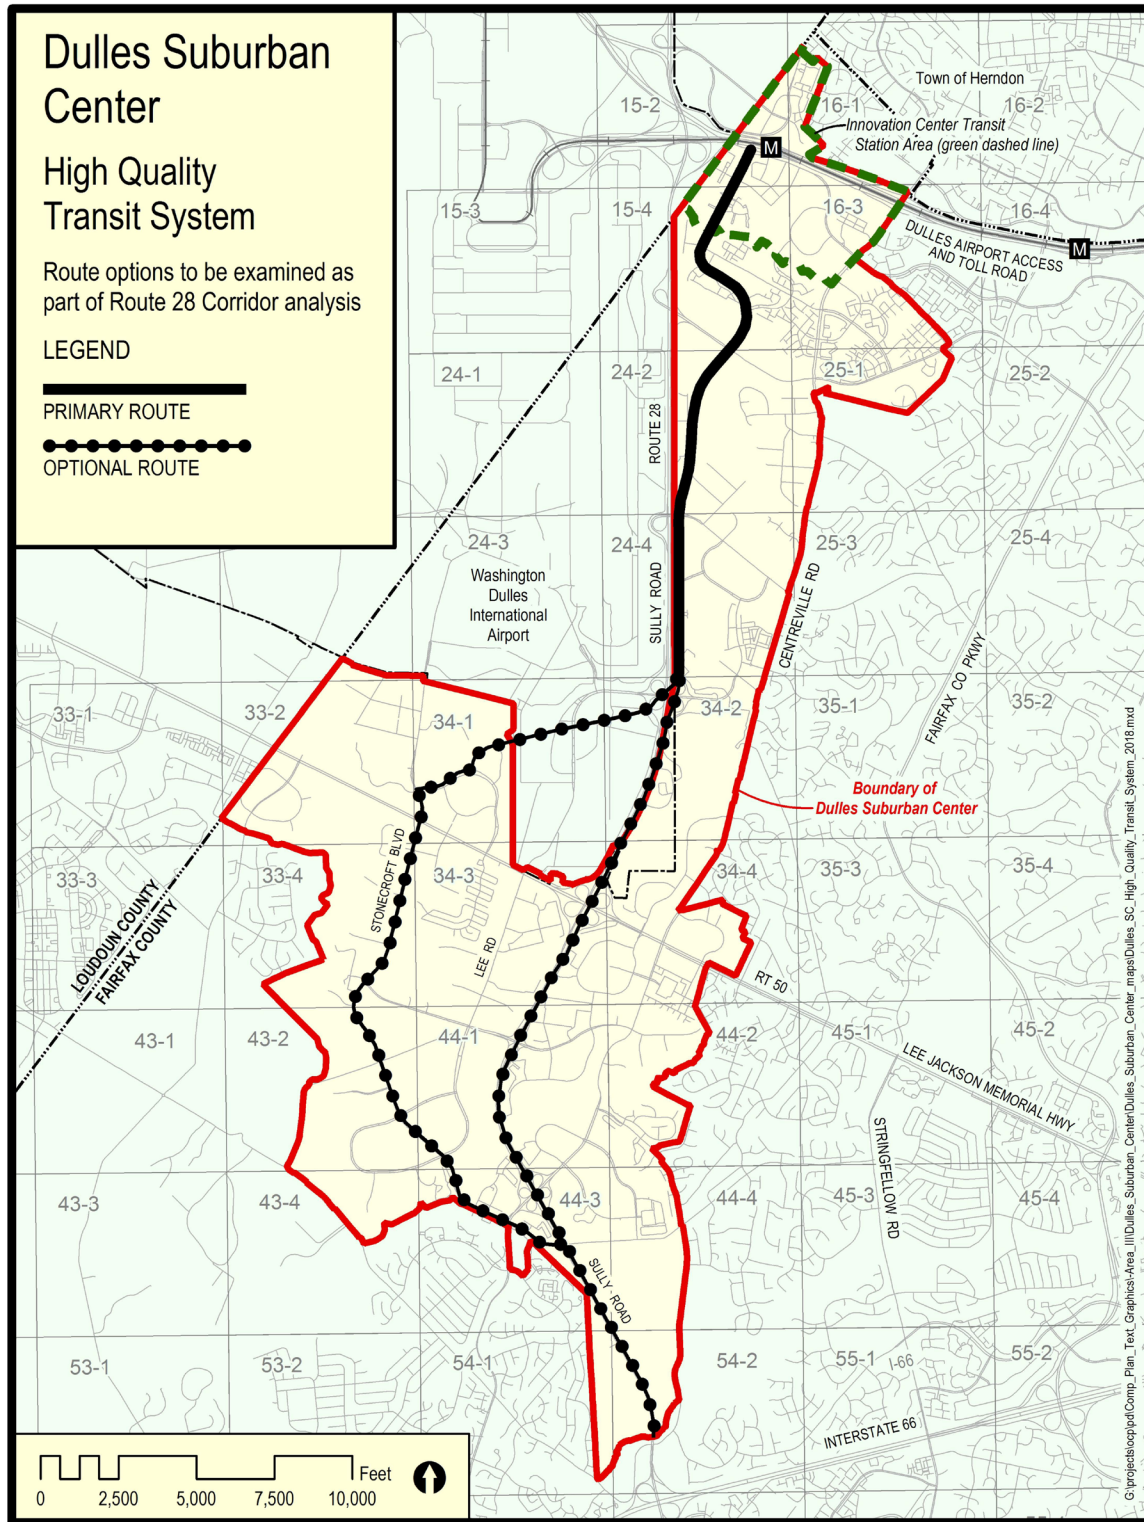 Dulles Suburban
Center
High Quality
Transit System
Route options to be examined as
part of Route 28 Corridor analysis
LEGEND
PRIMARY ROUTE
OPTIONAL ROUTE
Town of Herndon
15-2
16-1
16-2
Innovation Center Transit
Station Area (green dashed line)
M
15-3
15-4
16-3
16-4
DULLES AIRPORT ACCESS
AND TOLL ROAD
M
24-1
24-2
25-1
25-2
ROUTE 28
24-3
24-4
25-3
25-4
Washington
Dulles
International
Airport
SULLY ROAD
CENTREVILLE RD
FAIRFAX CO PKWY
33-1
33-2
34-1
34-2
35-1
35-2
Boundary of
Dulles Suburban Center
STONECROFT BLVD
33-3
33-4
34-3
34-4
35-3
35-4
LOUDOUN COUNTY
FAIRFAX COUNTY
LEE RD
RT 50
43-1
43-2
44-1
44-2
45-1
45-2
LEE JACKSON MEMORIAL HWY
STRINGFELLOW RD
43-3
43-4
44-3
44-4
45-3
45-4
SULLY ROAD
53-1
53-2
54-1
54-2
55-1
I-66
55-2
INTERSTATE 66
Feet
0
2,500
5,000
7,500
10,000
G:\projects\ocp\pd\Comp_Plan_Text_Graphics\-Area_III\Dulles_Suburban_Center\Dulles_Suburban_Center_maps\Dulles_SC_High_Quality_Transit_System_2018.mxd